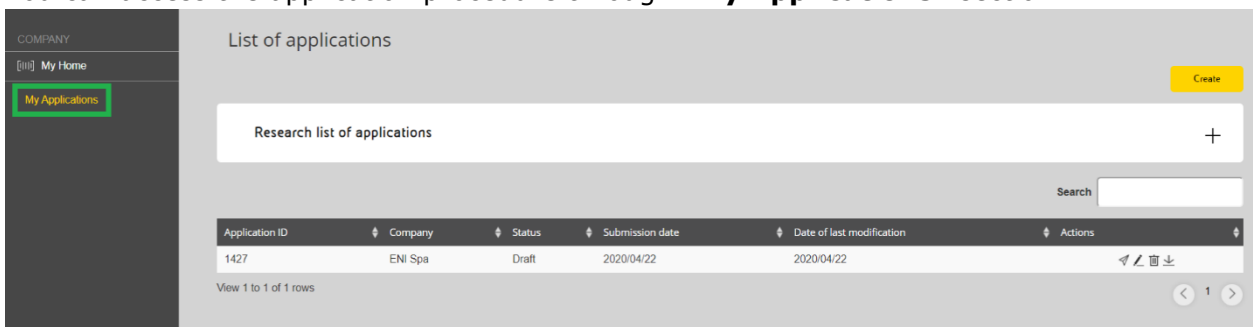 COMPANY
My Home
My Applications
List of applications
Create
Research list of applications
+
Search
Application ID Company Status Submission date Date of last modification Actions
1427 ENI Spa Draft 2020/04/22 2020/04/22
View 1 to 1 of 1 rows
1